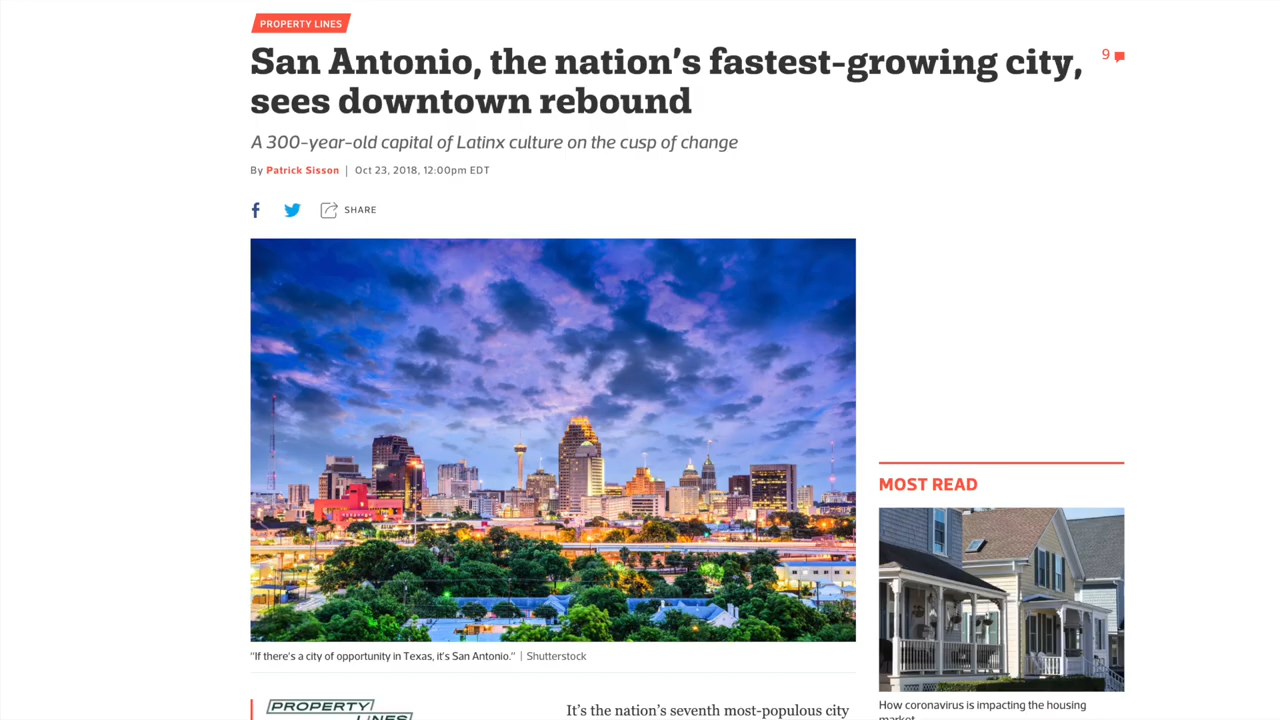 PROPERTY LINES
San Antonio, the nation’s fastest-growing city,
sees downtown rebound
9
A 300-year-old capital of Latinx culture on the cusp of change
By Patrick Sisson | Oct 23, 2018, 12:00pm EDT
SHARE
MOST READ
"If there's a city of opportunity in Texas, it's San Antonio." | Shutterstock
PROPERTY
LINES
It’s the nation’s seventh most-populous city
How coronavirus is impacting the housing
market